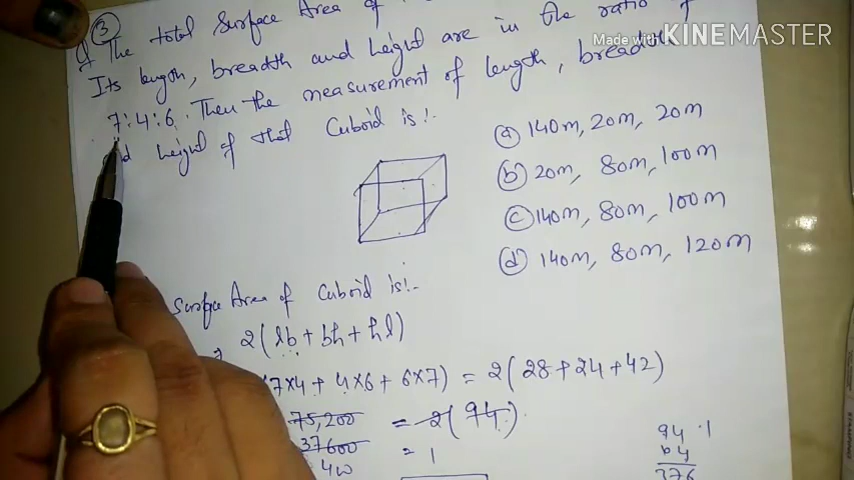 ③
If The total Surface Area of
Its length, breadth and height are in the ratio of
7:4:6. Then the measurement of length, breadth
height of that Cuboid is:-
ⓐ 140m, 20m, 20m
ⓑ 20m, 80m, 100m
ⓒ 140m, 80m, 100m
ⓓ 140m, 80m, 120m
Surface Area of Cuboid is:-
2(lb + bh + hl)
(7×4 + 4×6 + 6×7) = 2(28+24+42)
75,200 = 2(94)
37600 = 1
400
94
376
Made with KINEMASTER